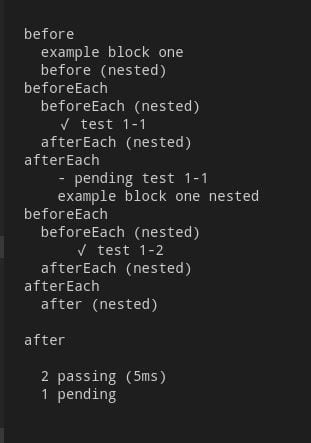 before
example block one
before (nested)
beforeEach
beforeEach (nested)
√ test 1-1
afterEach (nested)
afterEach
- pending test 1-1
example block one nested
beforeEach
beforeEach (nested)
√ test 1-2
afterEach (nested)
afterEach
after (nested)
after
2 passing (5ms)
1 pending